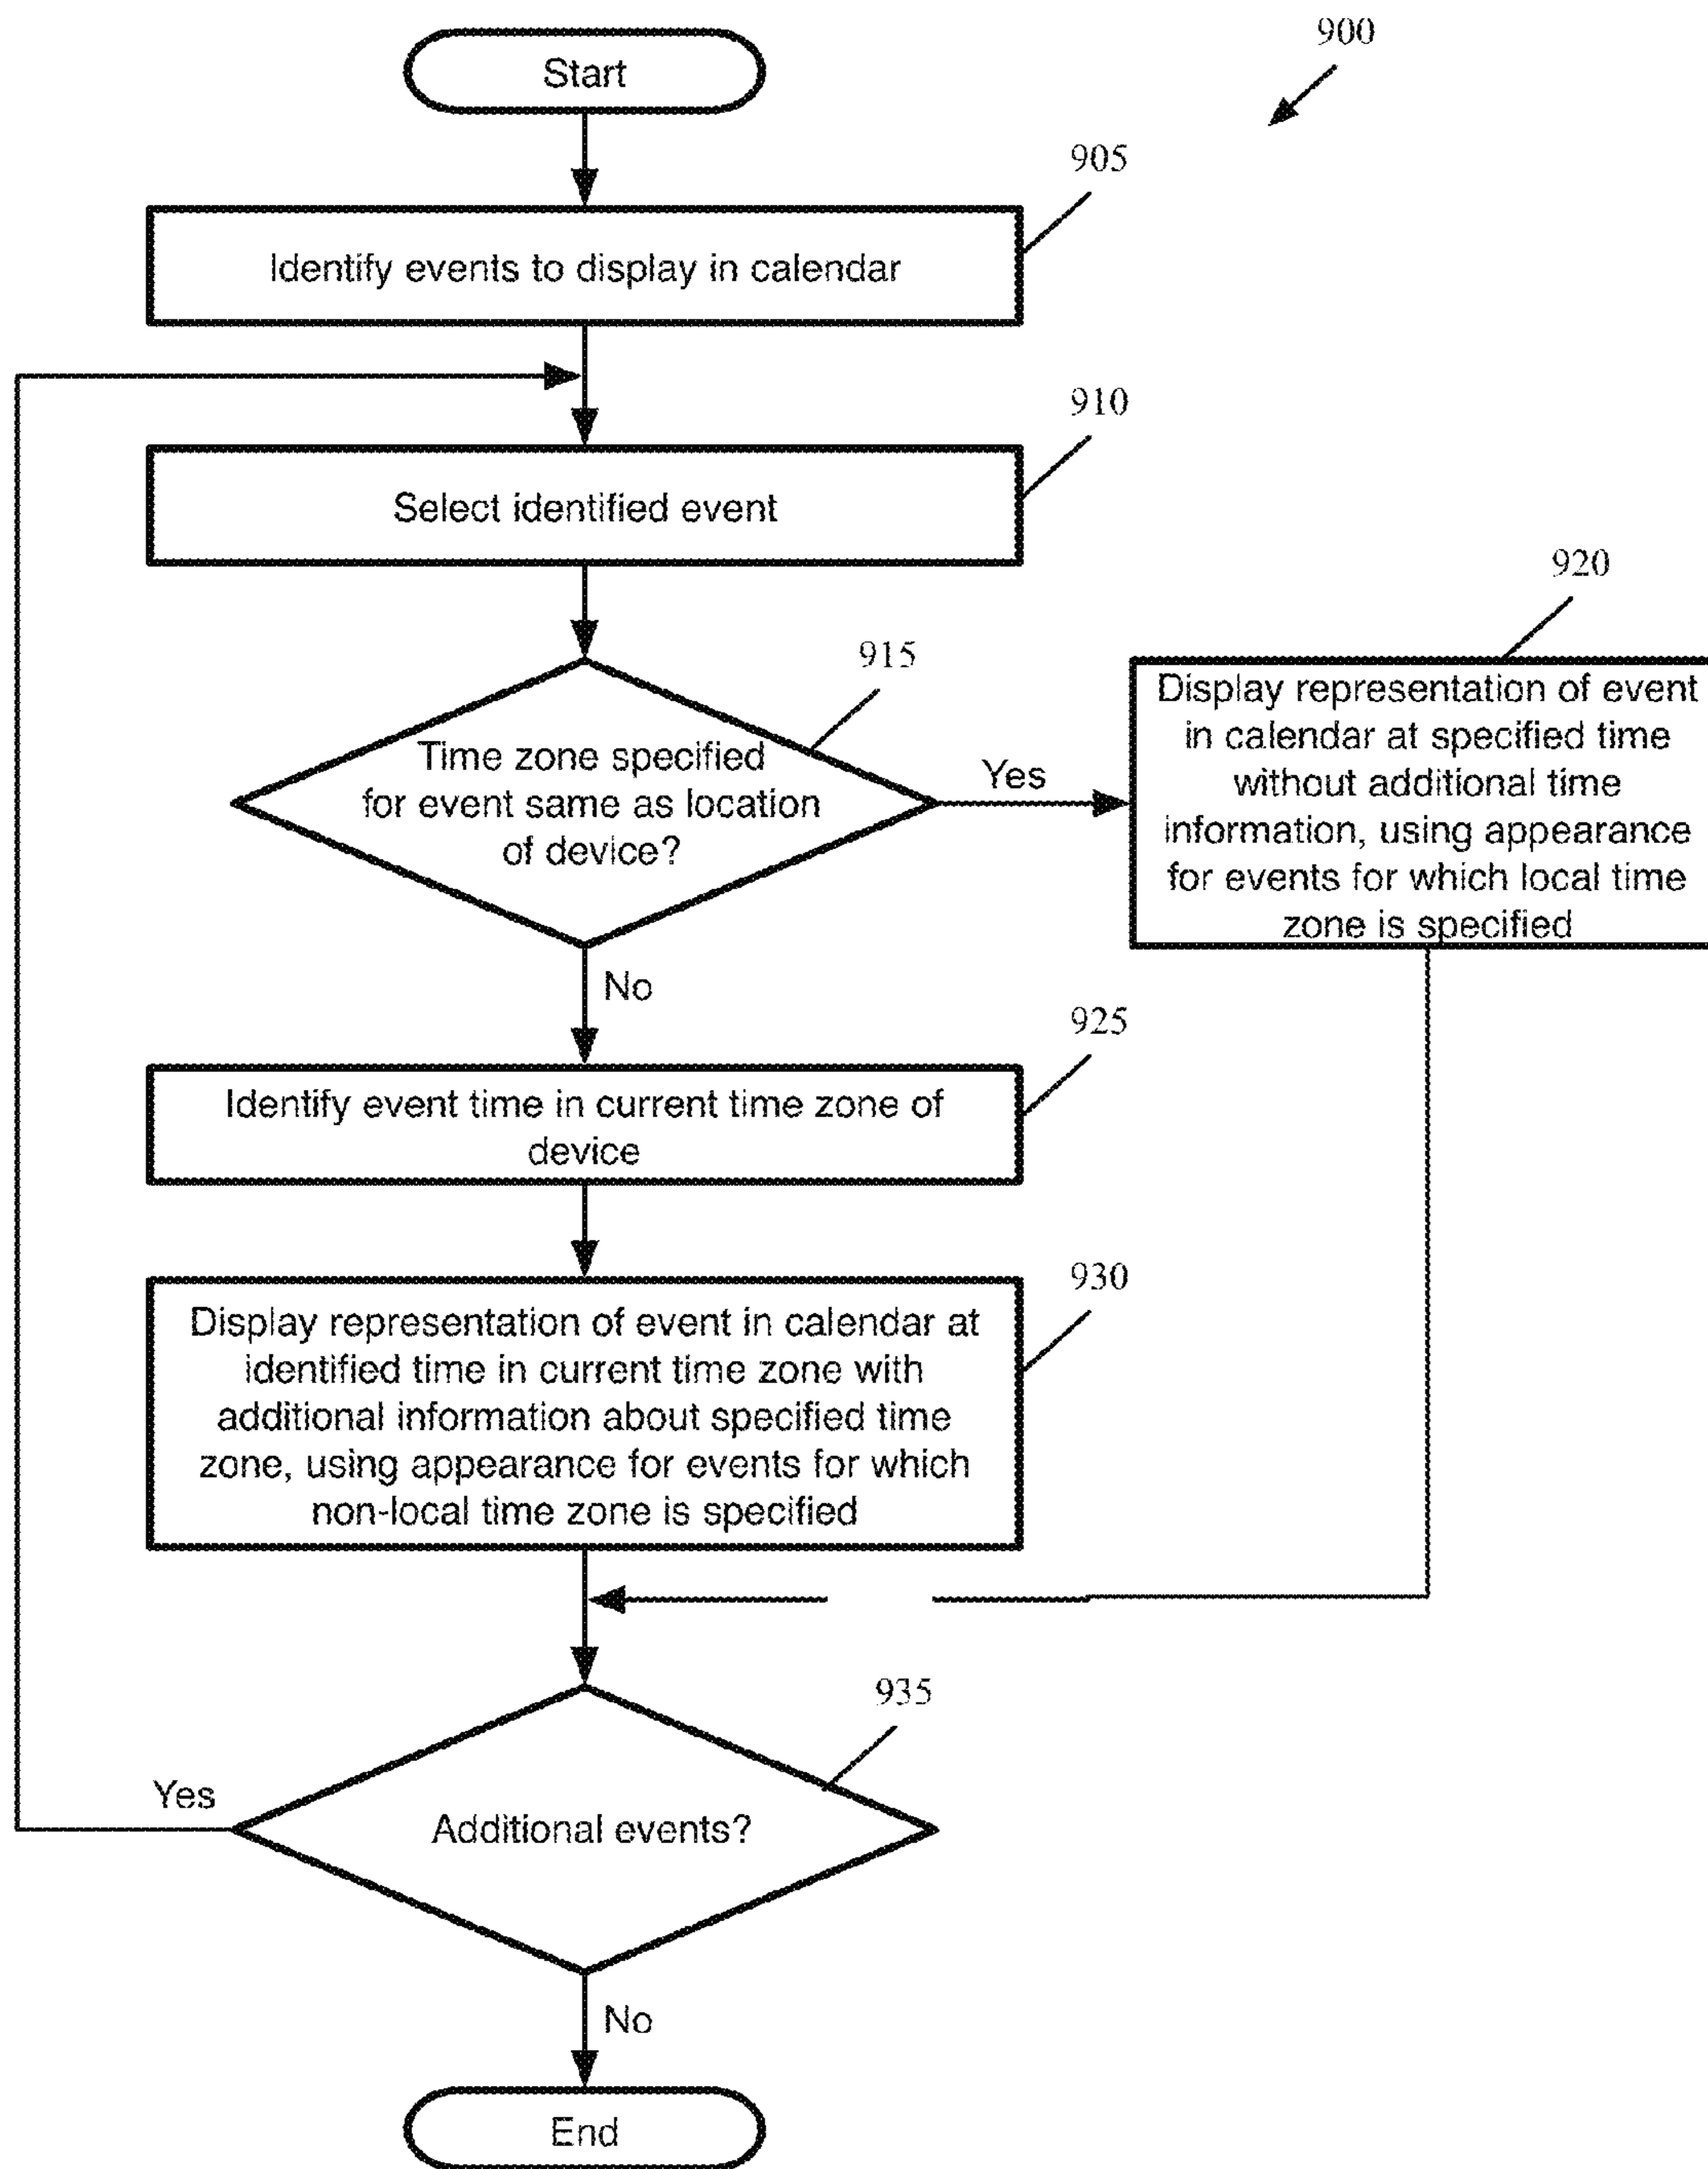 Start
900
905
Identify events to display in calendar
910
Select identified event
915
Time zone specified
for event same as location
of device?
Yes
920
Display representation of event
in calendar at specified time
without additional time
information, using appearance
for events for which local time
zone is specified
No
925
Identify event time in current time zone of
device
930
Display representation of event in calendar at
identified time in current time zone with
additional information about specified time
zone, using appearance for events for which
non-local time zone is specified
935
Additional events?
Yes
No
End